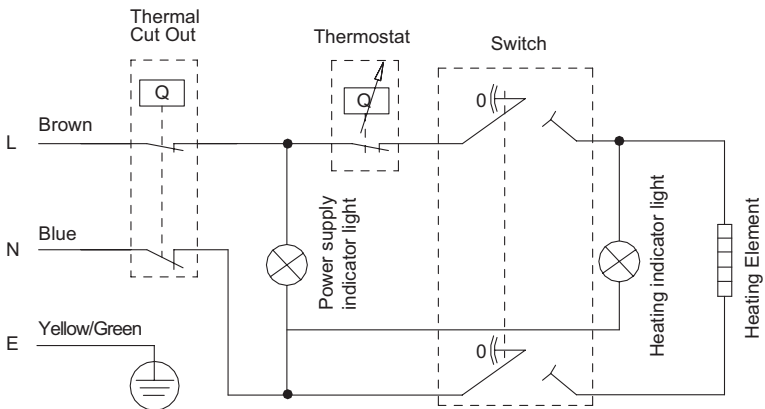 Thermal
Cut Out
Thermostat
Switch
Q
Q
0
L
Brown
N
Blue
Power supply
indicator light
Heating indicator light
Heating Element
E
Yellow/Green
0